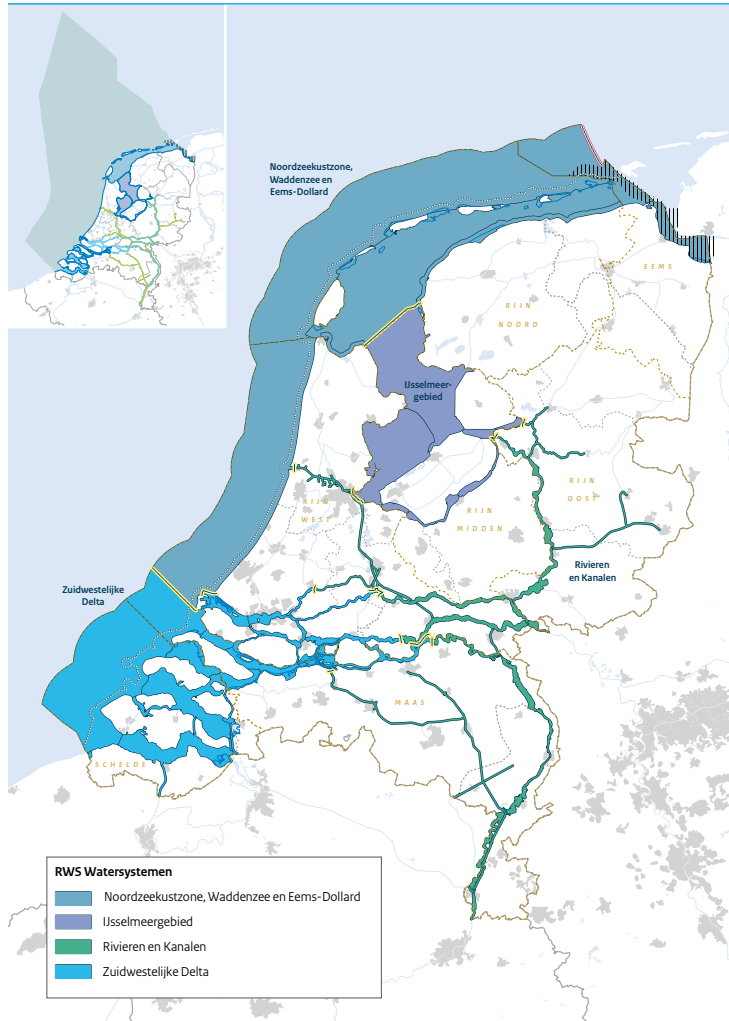 Noordzeekustzone,
Waddenzee en
Eems-Dollard
EEMS
RIJN
NOORD
IJsselmeer-
gebied
RIJN
WEST
RIJN
MIDDEN
RIJN
OOST
Rivieren
en Kanalen
Zuidwestelijke
Delta
MAAS
SCHELDE
RWS Watersystemen
Noordzeekustzone, Waddenzee en Eems-Dollard
IJsselmeergebied
Rivieren en Kanalen
Zuidwestelijke Delta